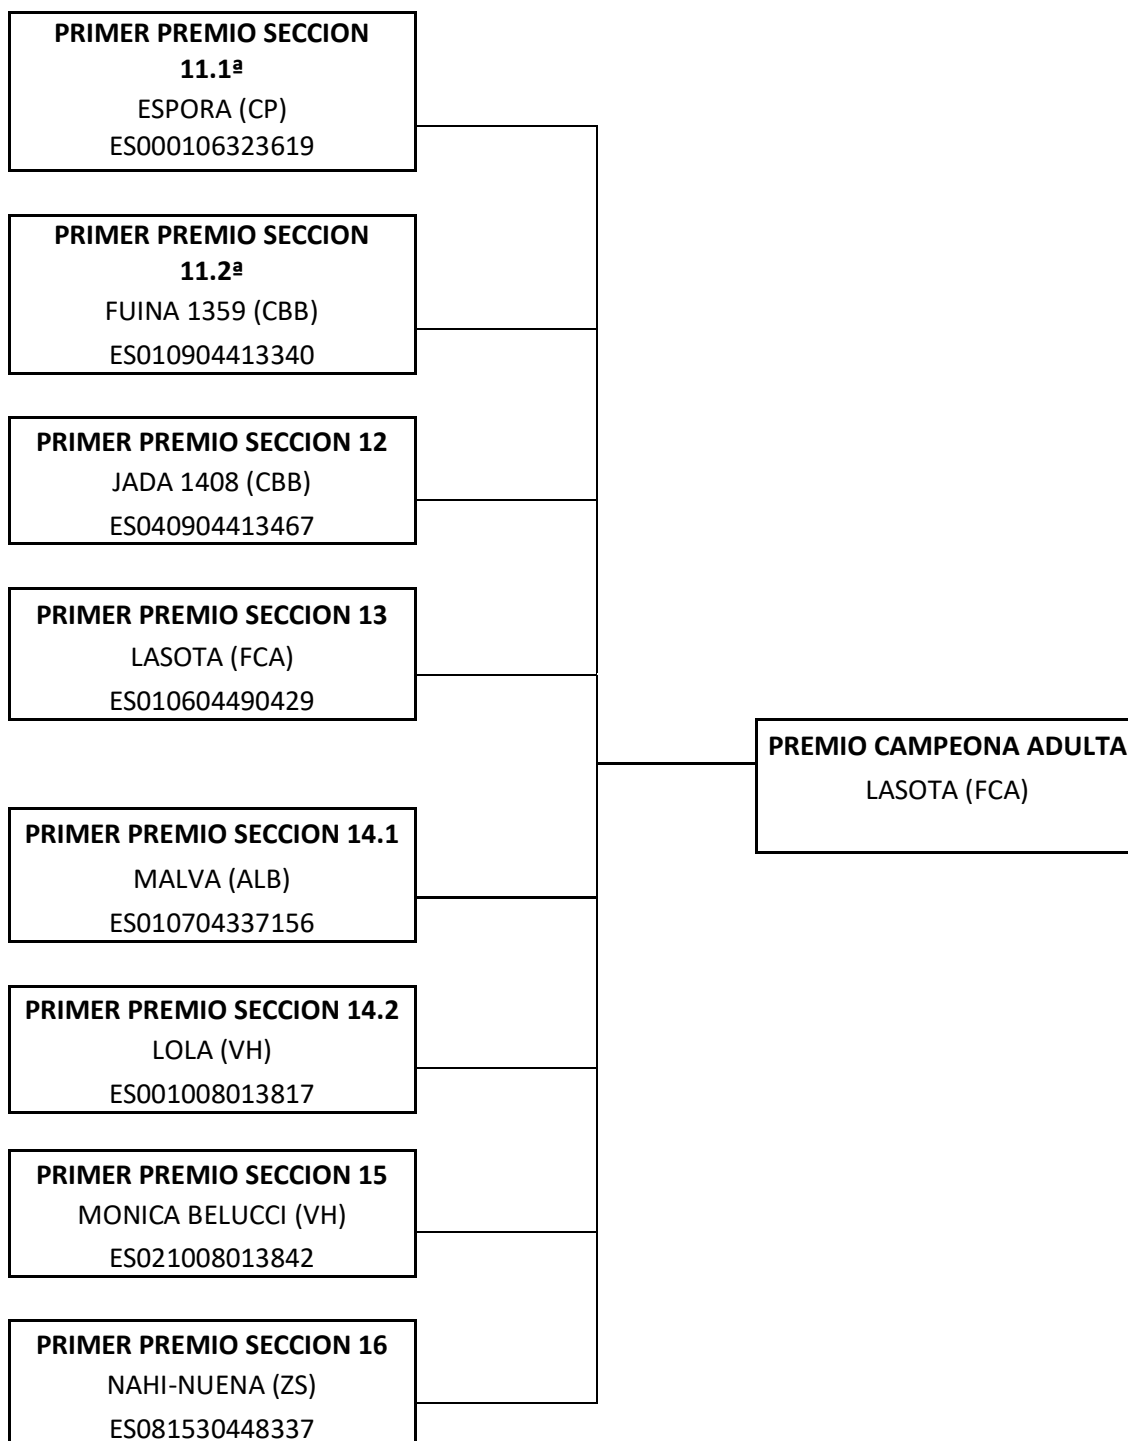 PRIMER PREMIO SECCION
11.1ª
ESPORA (CP)
ES000106323619
PRIMER PREMIO SECCION
11.2ª
FUINA 1359 (CBB)
ES010904413340
PRIMER PREMIO SECCION 12
JADA 1408 (CBB)
ES040904413467
PRIMER PREMIO SECCION 13
LASOTA (FCA)
ES010604490429
PREMIO CAMPEONA ADULTA
LASOTA (FCA)
PRIMER PREMIO SECCION 14.1
MALVA (ALB)
ES010704337156
PRIMER PREMIO SECCION 14.2
LOLA (VH)
ES001008013817
PRIMER PREMIO SECCION 15
MONICA BELUCCI (VH)
ES021008013842
PRIMER PREMIO SECCION 16
NAHI-NUENA (ZS)
ES081530448337